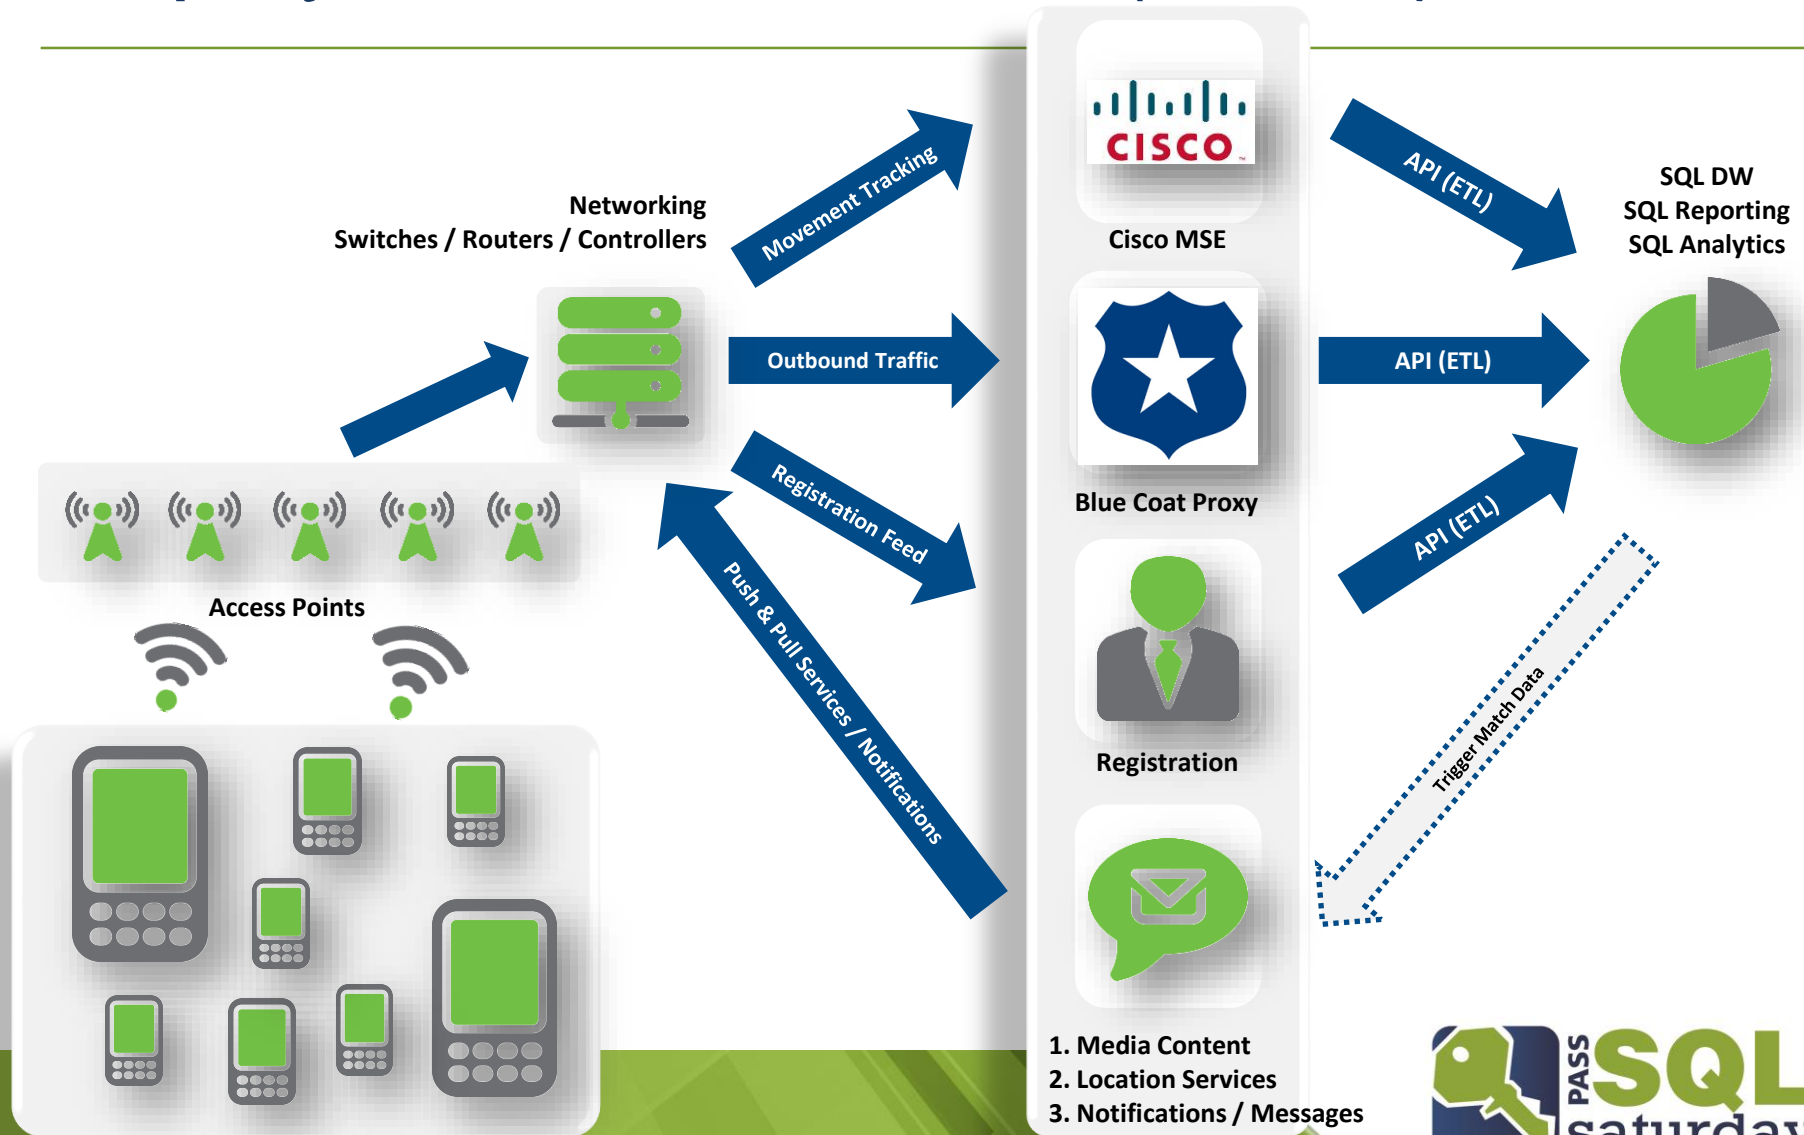 Networking
Switches / Routers / Controllers
Movement Tracking
Outbound Traffic
Registration Feed
Push & Pull Services / Notifications
Access Points
CISCO
Cisco MSE
Blue Coat Proxy
Registration
1. Media Content
2. Location Services
3. Notifications / Messages
API (ETL)
API (ETL)
API (ETL)
SQL DW
SQL Reporting
SQL Analytics
Trigger Match Data
PASS
SQL
saturday